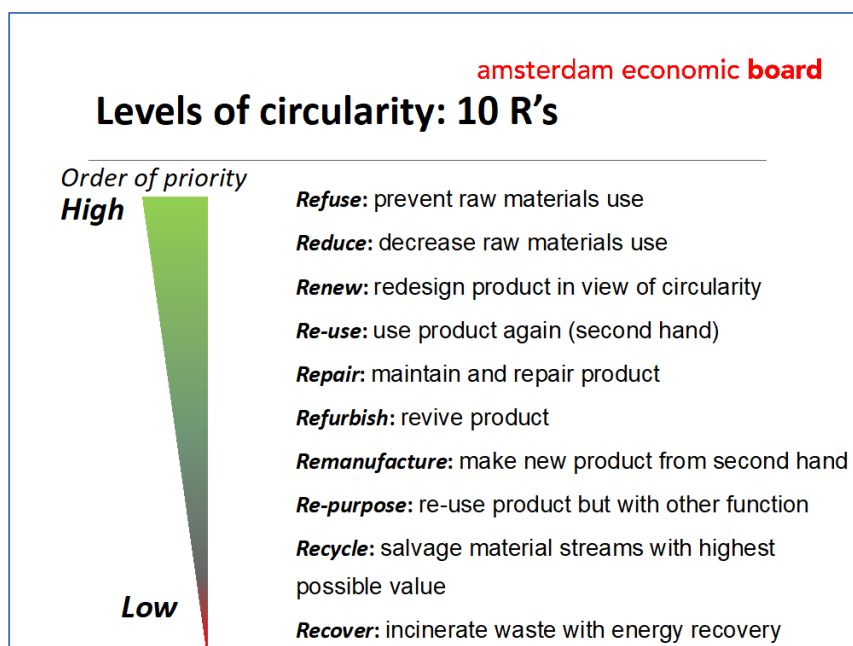 amsterdam economic board
Levels of circularity: 10 R’s
Order of priority
High
Refuse: prevent raw materials use
Reduce: decrease raw materials use
Renew: redesign product in view of circularity
Re-use: use product again (second hand)
Repair: maintain and repair product
Refurbish: revive product
Remanufacture: make new product from second hand
Re-purpose: re-use product but with other function
Recycle: salvage material streams with highest
possible value
Low
Recover: incinerate waste with energy recovery